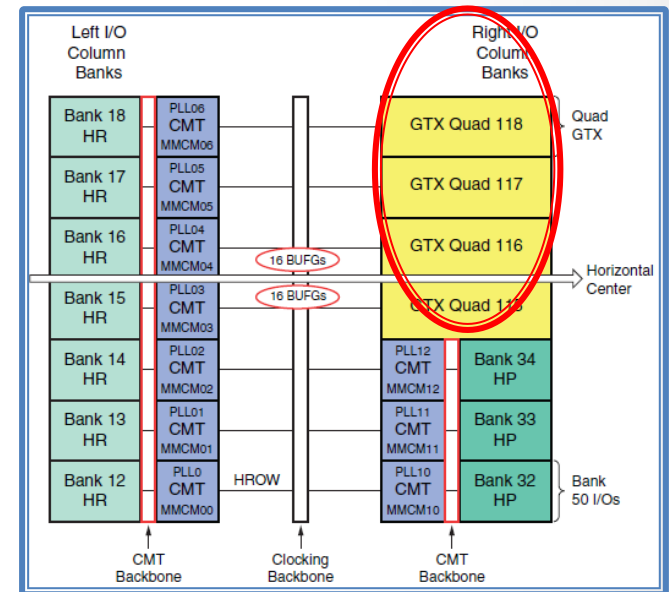 Left I/O
Column
Banks
Right I/O
Column
Banks
Bank 18
HR
PLL06
CMT
MMCM06
GTX Quad 118
Quad
GTX
Bank 17
HR
PLL05
CMT
MMCM05
GTX Quad 117
Bank 16
HR
PLL04
CMT
MMCM04
16 BUFGs
GTX Quad 116
Horizontal
Center
Bank 15
HR
PLL03
CMT
MMCM03
16 BUFGs
GTX Quad 115
Bank 14
HR
PLL02
CMT
MMCM02
PLL12
CMT
MMCM12
Bank 34
HP
Bank 13
HR
PLL01
CMT
MMCM01
PLL11
CMT
MMCM11
Bank 33
HP
Bank 12
HR
PLL0
CMT
MMCM00
HROW
PLL10
CMT
MMCM10
Bank 32
HP
Bank
50 I/Os
CMT
Backbone
Clocking
Backbone
CMT
Backbone